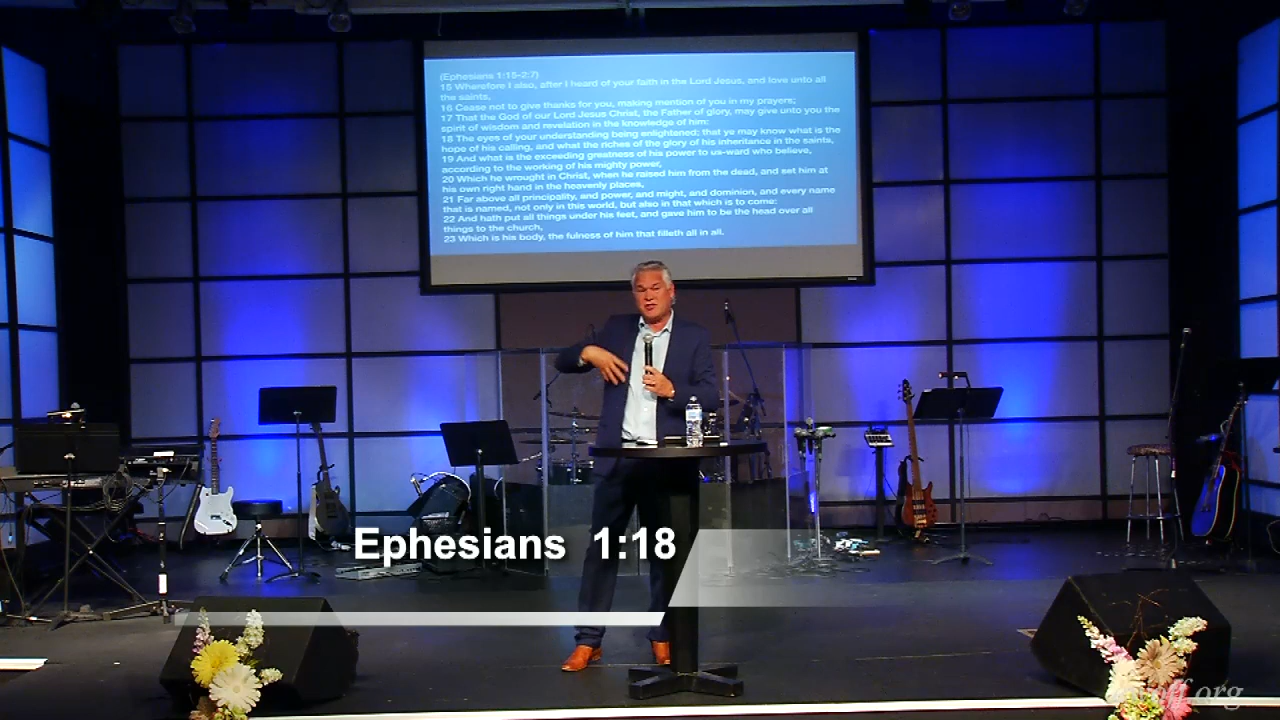 (Ephesians 1:15-2:7)
15 Wherefore I also, after I heard of your faith in the Lord Jesus, and love unto all
the saints,
16 Cease not to give thanks for you, making mention of you in my prayers;
17 That the God of our Lord Jesus Christ, the Father of glory, may give unto you the
spirit of wisdom and revelation in the knowledge of him:
18 The eyes of your understanding being enlightened; that ye may know what is the
hope of his calling, and what the riches of the glory of his inheritance in the saints,
19 And what is the exceeding greatness of his power to us-ward who believe,
according to the working of his mighty power,
20 Which he wrought in Christ, when he raised him from the dead, and set him at
his own right hand in the heavenly places,
21 Far above all principality, and power, and might, and dominion, and every name
that is named, not only in this world, but also in that which is to come:
22 And hath put all things under his feet, and gave him to be the head over all
things to the church,
23 Which is his body, the fulness of him that filleth all in all.
Ephesians 1:18